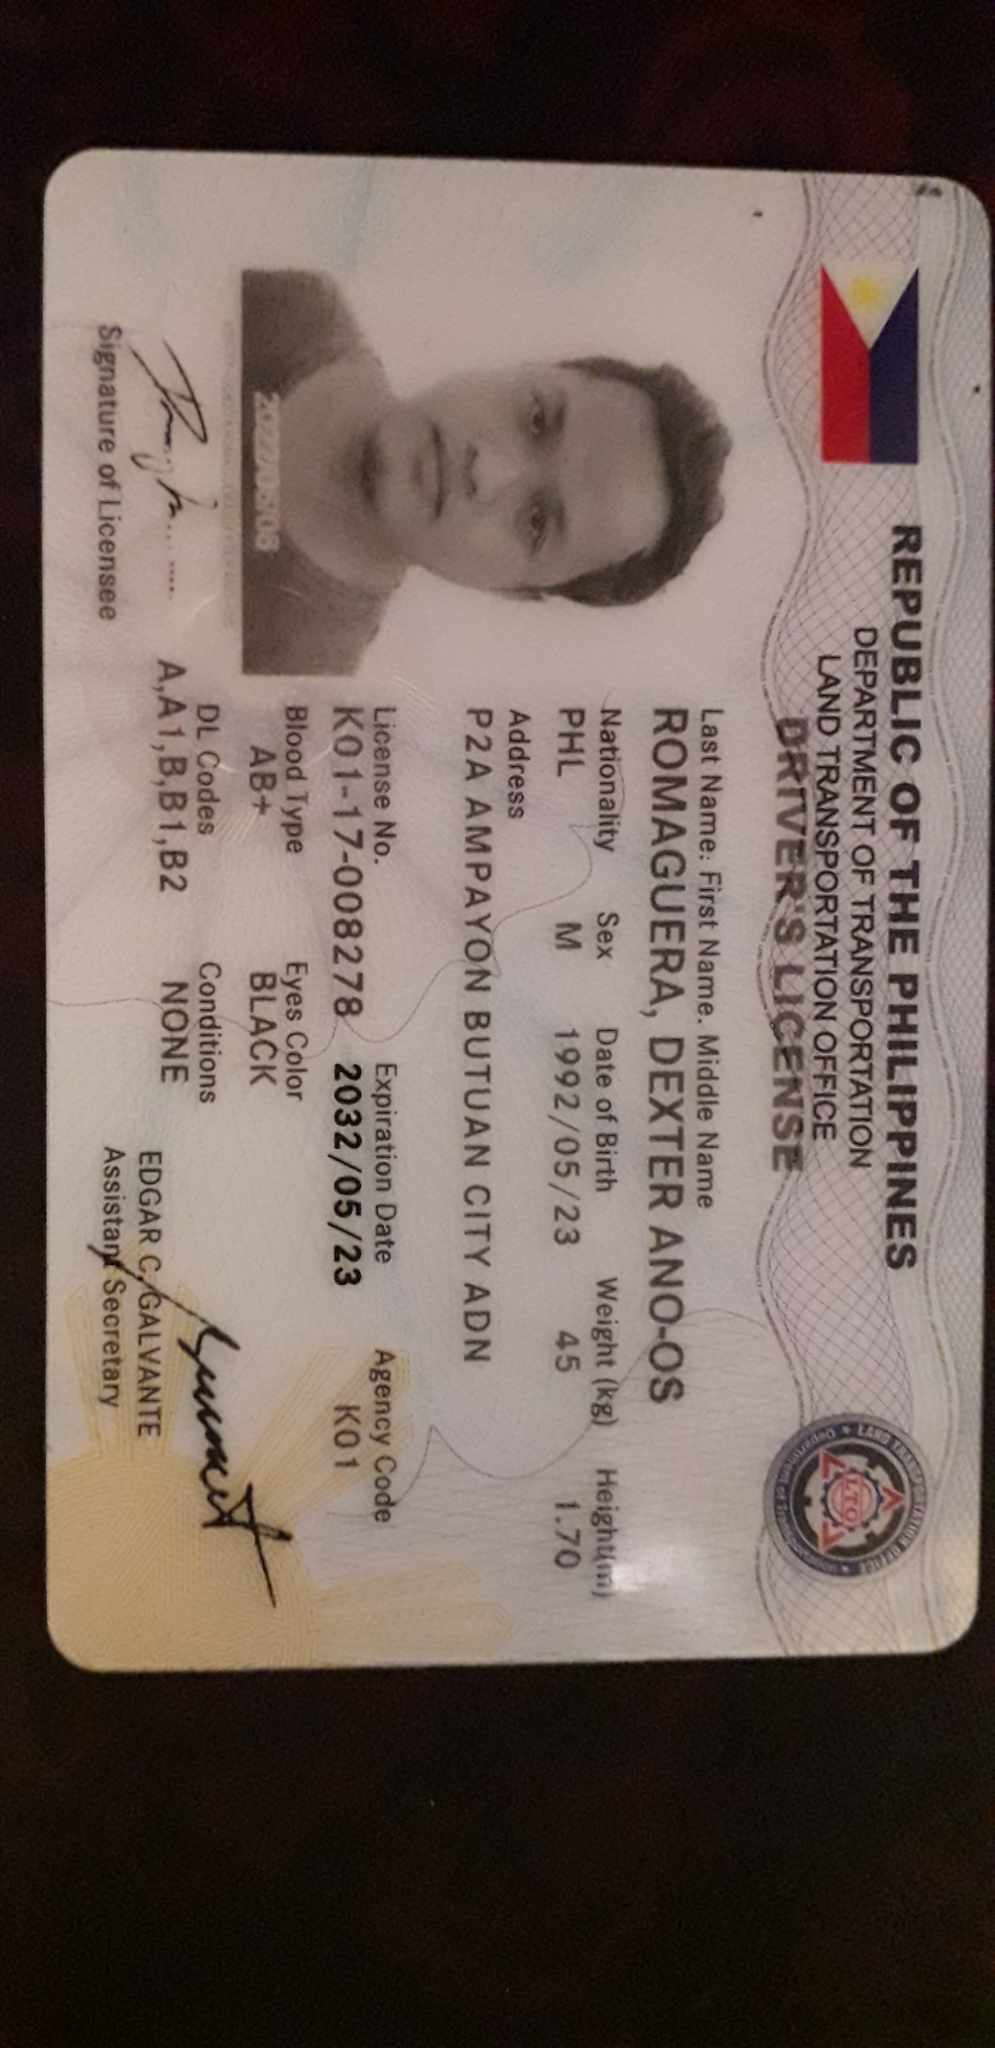 REPUBLIC OF THE PHILIPPINES
DEPARTMENT OF TRANSPORTATION
LAND TRANSPORTATION OFFICE
DRIVER'S LICENSE
LAND TRANSPORTATION OFFICE
LTO
Department of Transportation
Last Name. First Name. Middle Name
ROMAGUERA, DEXTER ANO-OS
Nationality Sex Date of Birth Weight (kg) Height(m)
PHL M 1992/05/23 45 1.70
Address
P2A AMPAYON BUTUAN CITY ADN
License No. Expiration Date Agency Code
K01-17-008278 2032/05/23 K01
Blood Type Eyes Color
AB+ BLACK
DL Codes Conditions
A,A1,B,B1,B2 NONE
EDGAR C. GALVANTE
Assistant Secretary
Signature of Licensee